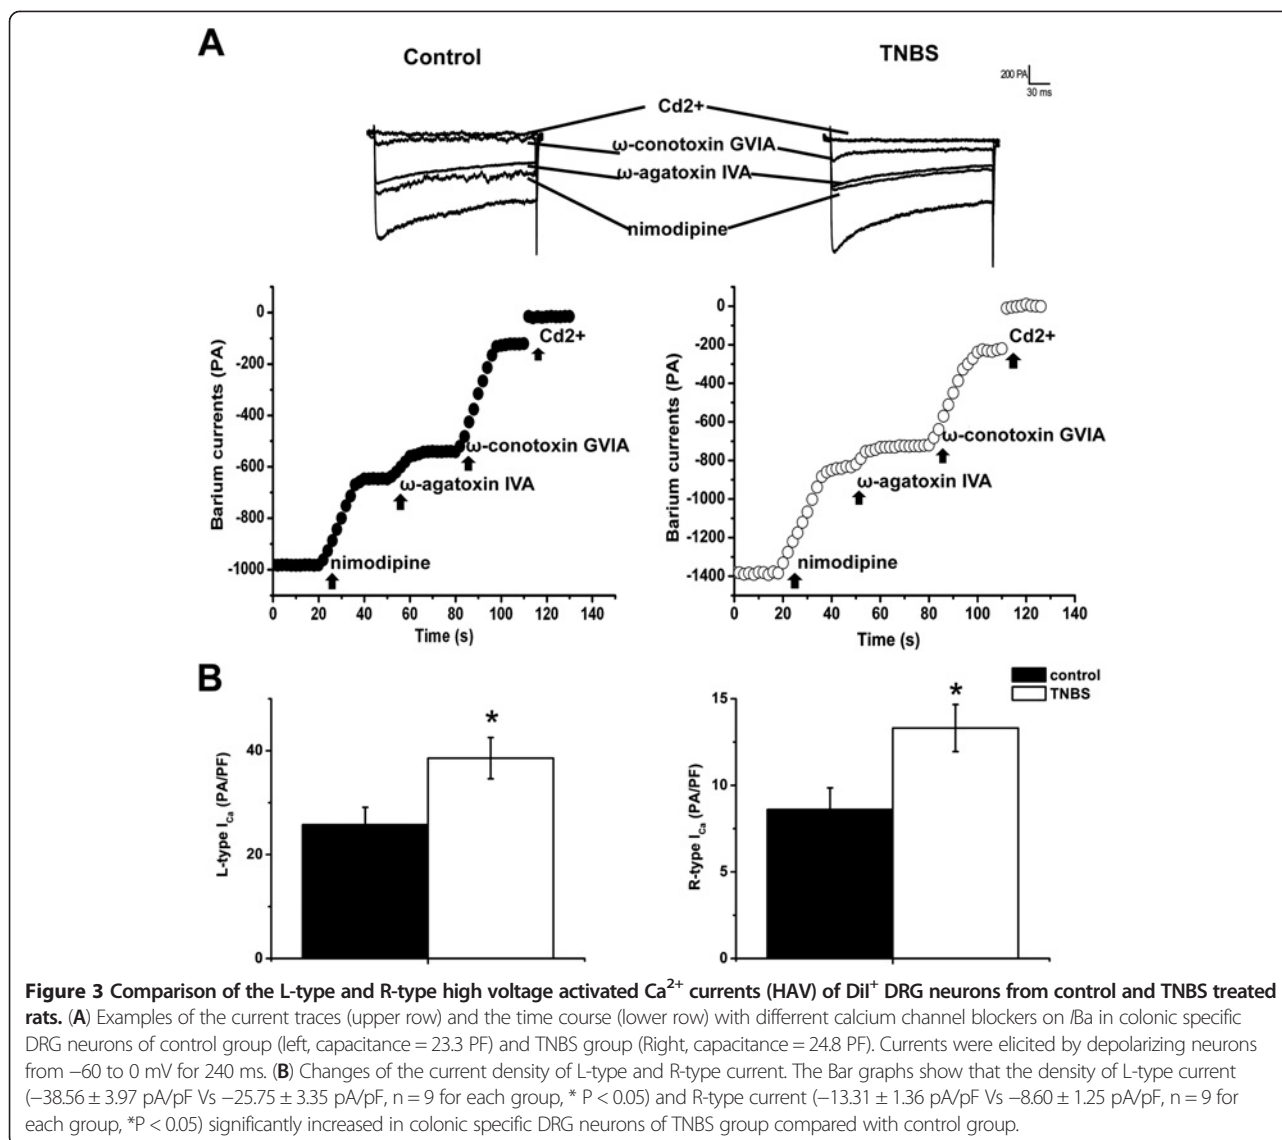 A
Control
TNBS
200 PA
30 ms
Cd2+
ω-conotoxin GVIA
ω-agatoxin IVA
nimodipine
Barium currents (PA)
0
-200
-400
-600
-800
-1000
Cd2+
ω-conotoxin GVIA
ω-agatoxin IVA
nimodipine
0 20 40 60 80 100 120 140
Time (s)
Barium currents (PA)
0
-200
-400
-600
-800
-1000
-1200
-1400
Cd2+
ω-conotoxin GVIA
ω-agatoxin IVA
nimodipine
0 20 40 60 80 100 120 140
Time (s)
B
L-type ICa (PA/PF)
40
20
0
*
R-type ICa (PA/PF)
15
10
5
0
*
control
TNBS
Figure 3 Comparison of the L-type and R-type high voltage activated Ca2+ currents (HAV) of DiI+ DRG neurons from control and TNBS treated
rats. (A) Examples of the current traces (upper row) and the time course (lower row) with different calcium channel blockers on IBa in colonic specific
DRG neurons of control group (left, capacitance = 23.3 PF) and TNBS group (Right, capacitance = 24.8 PF). Currents were elicited by depolarizing neurons
from −60 to 0 mV for 240 ms. (B) Changes of the current density of L-type and R-type current. The Bar graphs show that the density of L-type current
(−38.56 ± 3.97 pA/pF Vs −25.75 ± 3.35 pA/pF, n = 9 for each group, * P < 0.05) and R-type current (−13.31 ± 1.36 pA/pF Vs −8.60 ± 1.25 pA/pF, n = 9 for
each group, *P < 0.05) significantly increased in colonic specific DRG neurons of TNBS group compared with control group.